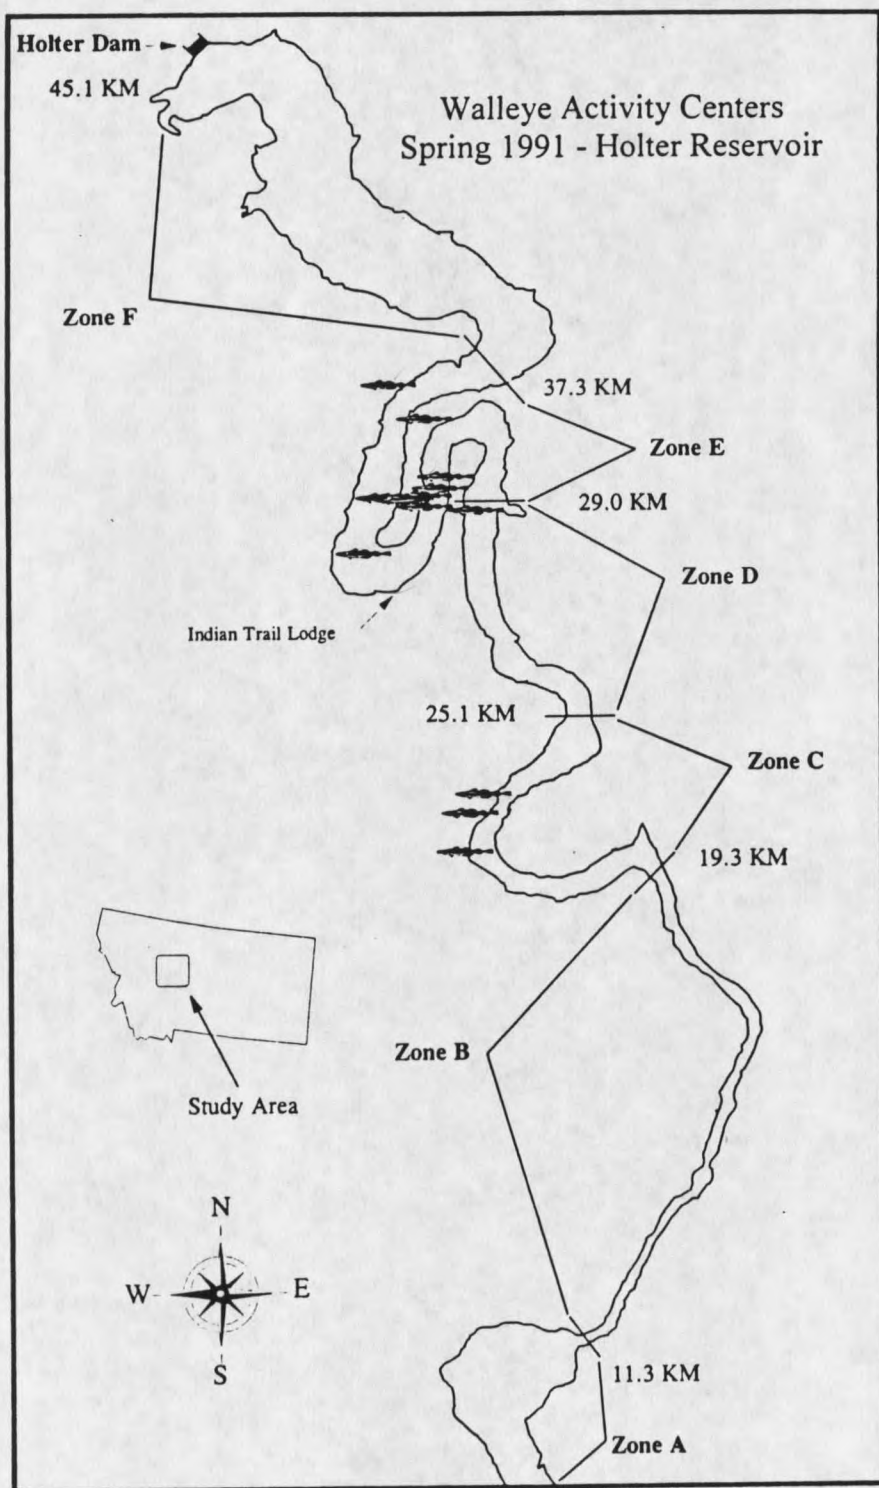 Holter Dam
45.1 KM
Walleye Activity Centers
Spring 1991 - Holter Reservoir
Zone F
37.3 KM
Zone E
29.0 KM
Zone D
Indian Trail Lodge
25.1 KM
Zone C
19.3 KM
Zone B
Study Area
N
W
E
S
11.3 KM
Zone A